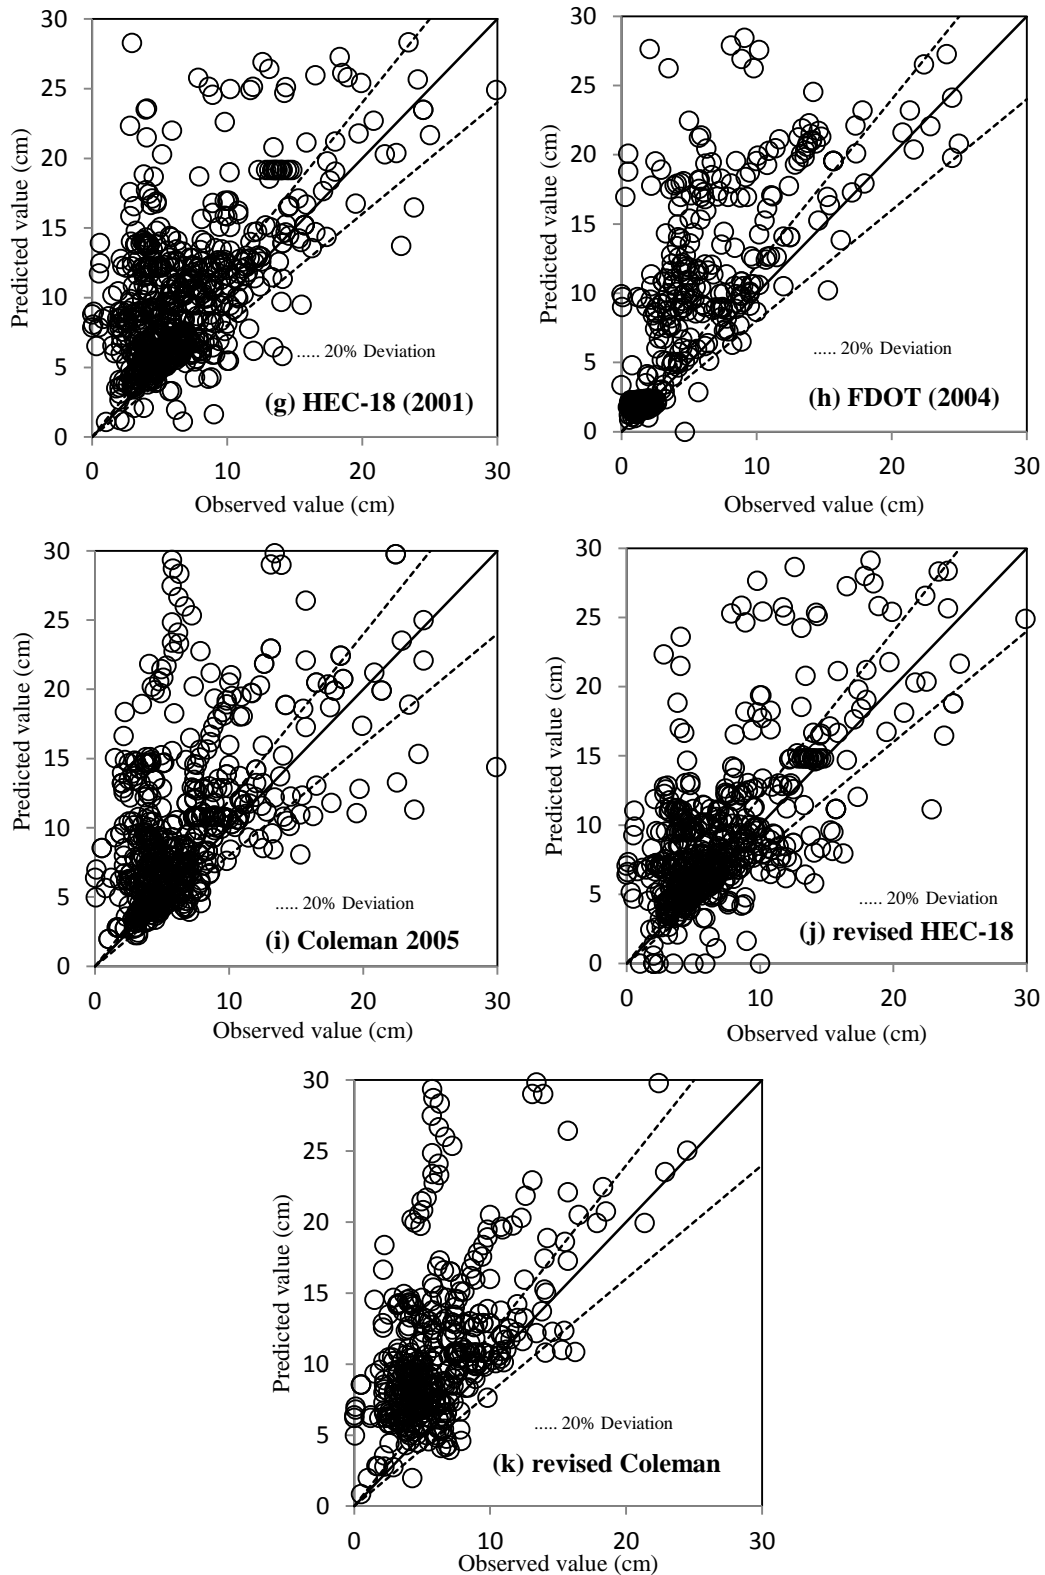 30
25
20
15
10
5
0
Predicted value (cm)
..... 20% Deviation
(g) HEC-18 (2001)
0 10 20 30
Observed value (cm)
30
25
20
15
10
5
0
Predicted value (cm)
..... 20% Deviation
(h) FDOT (2004)
0 10 20 30
Observed value (cm)
30
25
20
15
10
5
0
Predicted value (cm)
..... 20% Deviation
(i) Coleman 2005
0 10 20 30
Observed value (cm)
30
25
20
15
10
5
0
Predicted value (cm)
..... 20% Deviation
(j) revised HEC-18
0 10 20 30
Observed value (cm)
30
25
20
15
10
5
0
Predicted value (cm)
..... 20% Deviation
(k) revised Coleman
0 10 20 30
Observed value (cm)